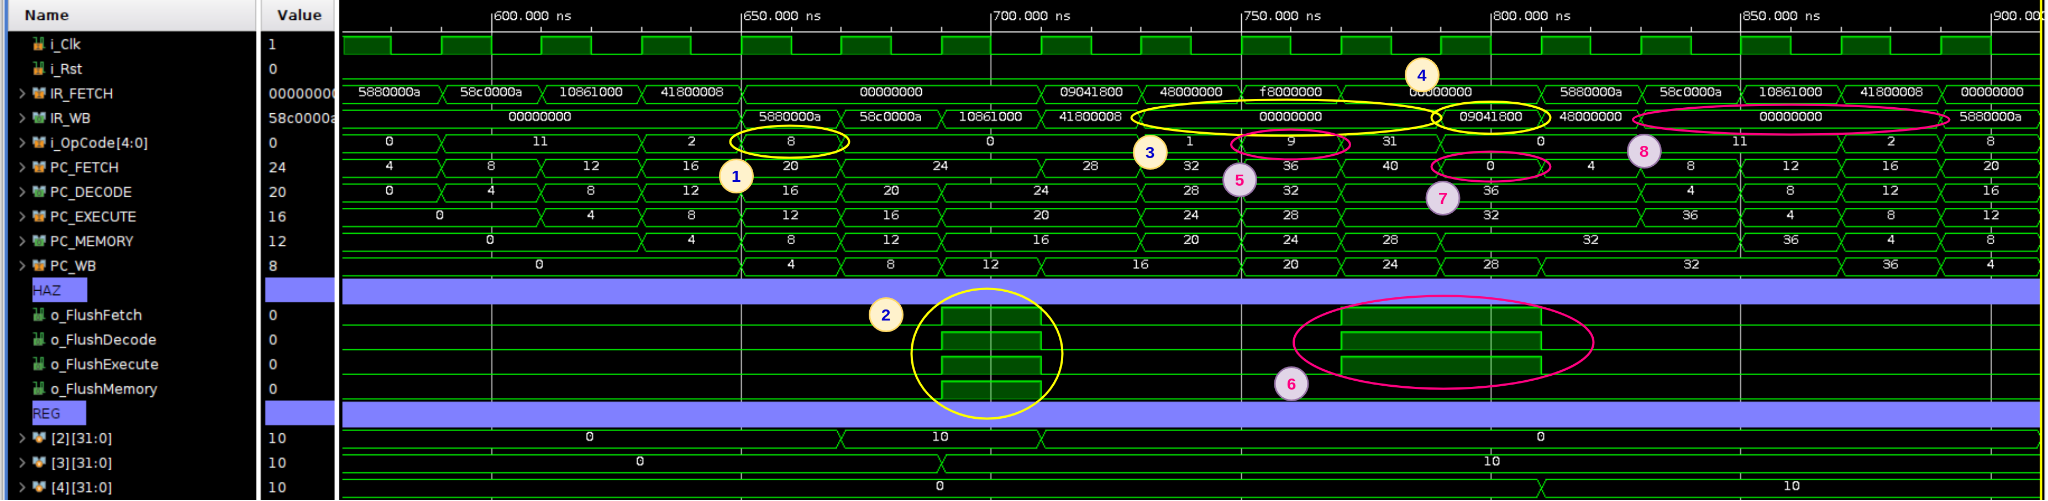 Name Value 600.000 ns 650.000 ns 700.000 ns 750.000 ns 800.000 ns 850.000 ns 900.00
i_Clk 1
i_Rst 0 4
IR_FETCH 5880000a 58c0000a 10861000 41800008 00000000 09041800 48000000 f8000000 00000000 5880000a 58c0000a 10861000 41800008 00000000
IR_WB 58c0000a 00000000 5880000a 58c0000a 10861000 41800008 00000000 09041800 48000000 00000000 5880000a
i_OpCode[4:0] 0 0 11 2 8 0 3 1 9 31 0 8 11 2 8
PC_FETCH 24 4 8 12 16 1 20 24 28 32 5 36 40 0 4 8 12 16 20
PC_DECODE 20 0 4 8 12 16 20 24 28 32 7 36 4 8 12 16
PC_EXECUTE 16 0 4 8 12 16 20 24 28 32 36 4 8 12
PC_MEMORY 12 0 4 8 12 16 20 24 28 32 36 4 8
PC_WB 8 0 4 8 12 16 20 24 28 32 36 4
HAZ
o_FlushFetch 0 2
o_FlushDecode 0
o_FlushExecute 0 6
o_FlushMemory 0
REG
[2][31:0] 10 0 10 0
[3][31:0] 10 0 10
[4][31:0] 10 0 10